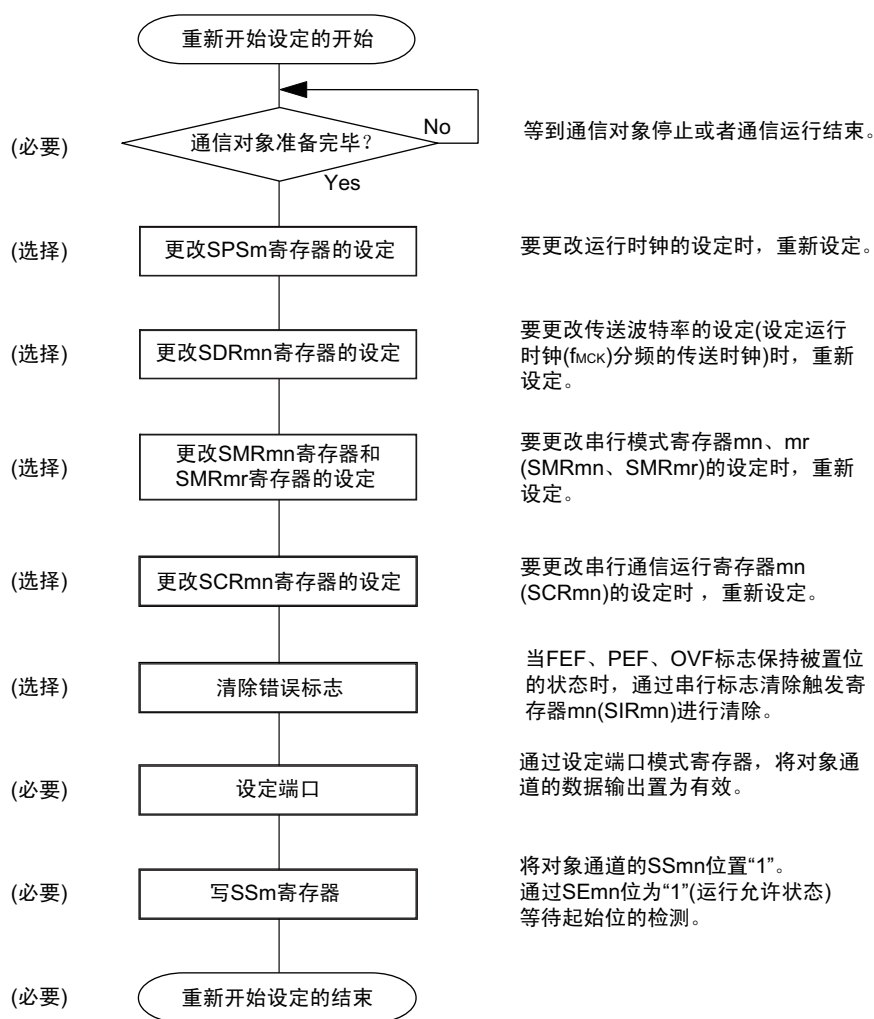 重新开始设定的开始
(必要)
通信对象准备完毕？
No
Yes
等到通信对象停止或者通信运行结束。
(选择)
更改SPSm寄存器的设定
要更改运行时钟的设定时，重新设定。
(选择)
更改SDRmn寄存器的设定
要更改传送波特率的设定(设定运行
时钟(fMCK)分频的传送时钟)时，重新
设定。
(选择)
更改SMRmn寄存器和
SMRmr寄存器的设定
要更改串行模式寄存器mn、mr
(SMRmn、SMRmr)的设定时，重新
设定。
(选择)
更改SCRmn寄存器的设定
要更改串行通信运行寄存器mn
(SCRmn)的设定时 ，重新设定。
(选择)
清除错误标志
当FEF、PEF、OVF标志保持被置位
的状态时，通过串行标志清除触发寄
存器mn(SIRmn)进行清除。
(必要)
设定端口
通过设定端口模式寄存器，将对象通
道的数据输出置为有效。
(必要)
写SSm寄存器
将对象通道的SSmn位置“1”。
通过SEmn位为“1”(运行允许状态)
等待起始位的检测。
(必要)
重新开始设定的结束